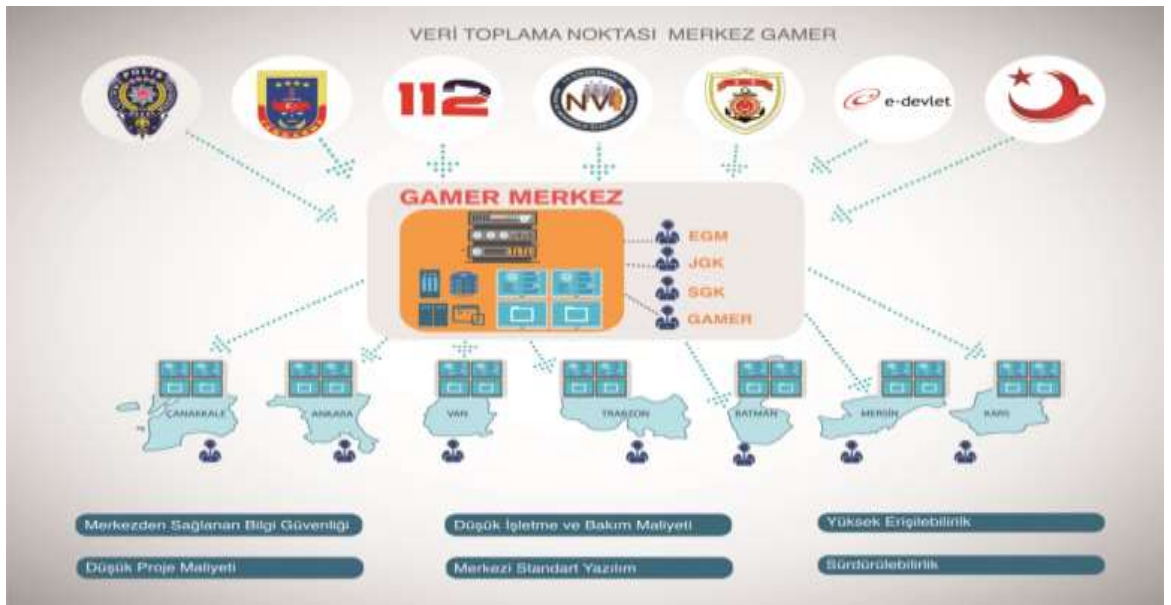 VERİ TOPLAMA NOKTASI MERKEZ GAMER
POLİS
112
NVİ
e-devlet
GAMER MERKEZ
EGM
JGK
SGK
GAMER
ÇANAKKALE
ANKARA
VAN
TRABZON
BATMAN
MERSİN
KARS
Merkezden Sağlanan Bilgi Güvenliği
Düşük İşletme ve Bakım Maliyeti
Yüksek Erişilebilirlik
Düşük Proje Maliyeti
Merkezi Standart Yazılım
Sürdürülebilirlik